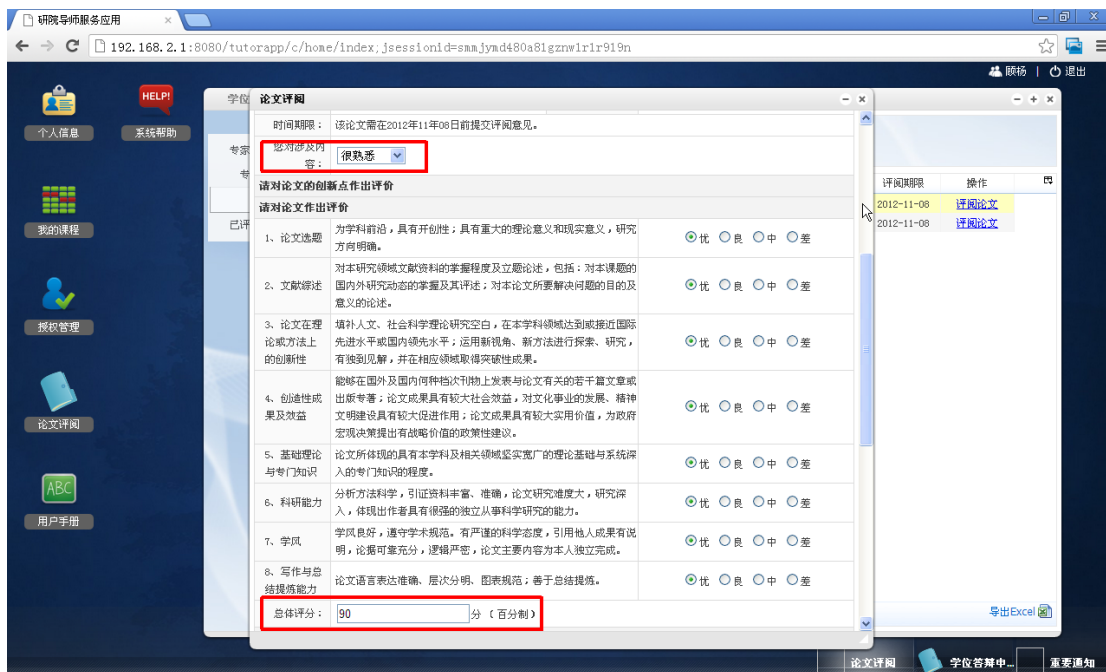 研院导师服务应用
192.168.2.1:8080/tutorapp/c/home/index;jsessionid=smmjymd480a81gznw1r1r919n
顾杨 | 退出
个人信息
HELP!
系统帮助
我的课程
授权管理
论文评阅
ABC
用户手册
学位
专家
专
已评
论文评阅
时间期限： 该论文需在2012年11年08日前提交评阅意见。
您对涉及内容： 很熟悉
请对论文的创新点作出评价
请对论文作出评价
1、论文选题
为学科前沿，具有开创性；具有重大的理论意义和现实意义，研究
方向明确。
优 良 中 差
2、文献综述
对本研究领域文献资料的掌握程度及立题论述，包括：对本课题的
国内外研究动态的掌握及其评述；对本论文所要解决问题的目的及
意义的论述。
优 良 中 差
3、论文在理
论或方法上
的创新性
填补人文、社会科学理论研究空白，在本学科领域达到或接近国际
先进水平或国内领先水平；运用新视角、新方法进行探索、研究，
有独到见解，并在相应领域取得突破性成果。
优 良 中 差
4、创造性成
果及效益
能够在国外及国内何种档次刊物上发表与论文有关的若干篇文章或
出版专著；论文成果具有较大社会效益，对文化事业的发展、精神
文明建设具有较大促进作用；论文成果具有较大实用价值，为政府
宏观决策提出有战略价值的政策性建议。
优 良 中 差
5、基础理论
与专门知识
论文所体现的具有本学科及相关领域坚实宽广的理论基础与系统深
入的专门知识的程度。
优 良 中 差
6、科研能力
分析方法科学，引证资料丰富、准确，论文研究难度大，研究深
入，体现出作者具有很强的独立从事科学研究的能力。
优 良 中 差
7、学风
学风良好，遵守学术规范。有严谨的科学态度，引用他人成果有说
明，论据可靠充分，逻辑严密，论文主要内容为本人独立完成。
优 良 中 差
8、写作与总
结提炼能力
论文语言表达准确、层次分明、图表规范；善于总结提炼。
优 良 中 差
总体评分： 90 分（百分制）
评阅期限 操作
2012-11-08 评阅论文
2012-11-08 评阅论文
导出Excel
论文评阅 学位答辩中... 重要通知